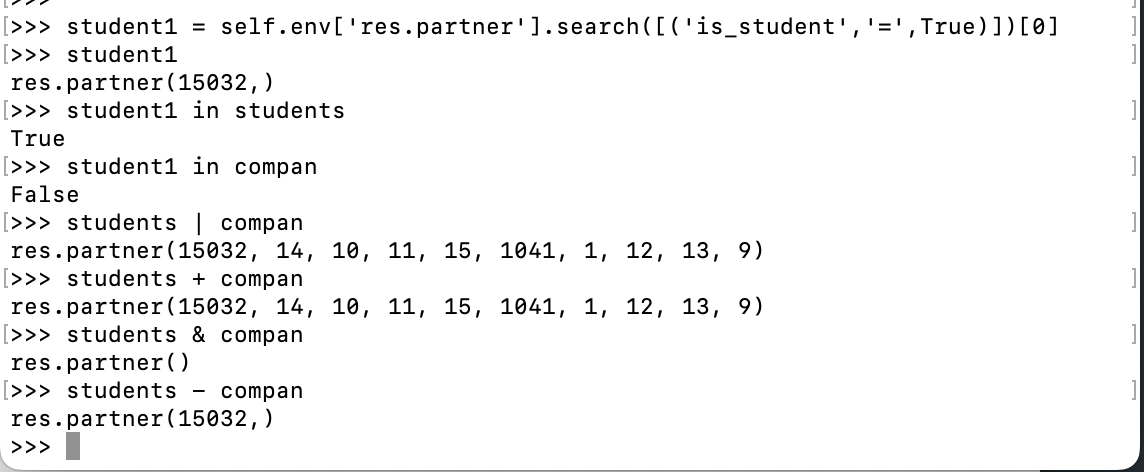 [>>> student1 = self.env['res.partner'].search([('is_student','=',True)])[0] ]
[>>> student1 ]
res.partner(15032,)
[>>> student1 in students ]
True
[>>> student1 in compan ]
False
[>>> students | compan ]
res.partner(15032, 14, 10, 11, 15, 1041, 1, 12, 13, 9)
[>>> students + compan ]
res.partner(15032, 14, 10, 11, 15, 1041, 1, 12, 13, 9)
[>>> students & compan ]
res.partner()
[>>> students - compan ]
res.partner(15032,)
>>>